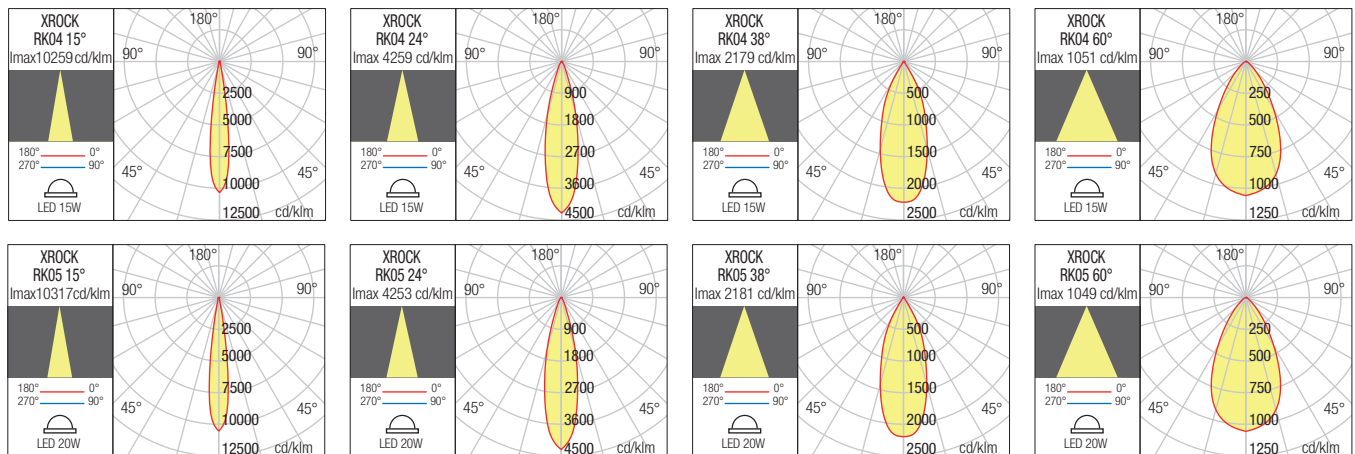 XROCK
RK04 15°
Imax10259 cd/klm
180° 0°
270° 90°
LED 15W
180°
90° 90°
2500
5000
7500
45° 45°
10000
12500 cd/klm
XROCK
RK04 24°
Imax 4259 cd/klm
180° 0°
270° 90°
LED 15W
180°
90° 90°
900
1800
2700
45° 45°
3600
4500 cd/klm
XROCK
RK04 38°
Imax 2179 cd/klm
180° 0°
270° 90°
LED 15W
180°
90° 90°
500
1000
1500
45° 45°
2000
2500 cd/klm
XROCK
RK04 60°
Imax 1051 cd/klm
180° 0°
270° 90°
LED 15W
180°
90° 90°
250
500
750
45° 45°
1000
1250 cd/klm
XROCK
RK05 15°
Imax10317cd/klm
180° 0°
270° 90°
LED 20W
180°
90° 90°
2500
5000
7500
45° 45°
10000
12500 cd/klm
XROCK
RK05 24°
Imax 4253 cd/klm
180° 0°
270° 90°
LED 20W
180°
90° 90°
900
1800
2700
45° 45°
3600
4500 cd/klm
XROCK
RK05 38°
Imax 2181 cd/klm
180° 0°
270° 90°
LED 20W
180°
90° 90°
500
1000
1500
45° 45°
2000
2500 cd/klm
XROCK
RK05 60°
Imax 1049 cd/klm
180° 0°
270° 90°
LED 20W
180°
90° 90°
250
500
750
45° 45°
1000
1250 cd/klm